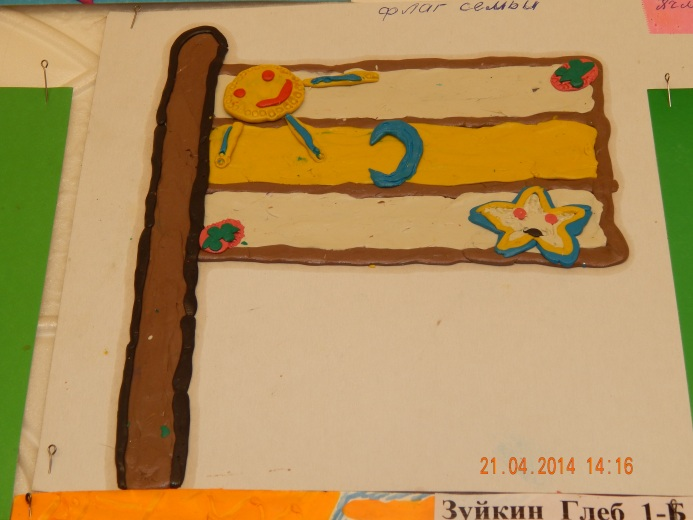 флаг семьи
21.04.2014 14:16
Зуйкин Глеб 1-Б